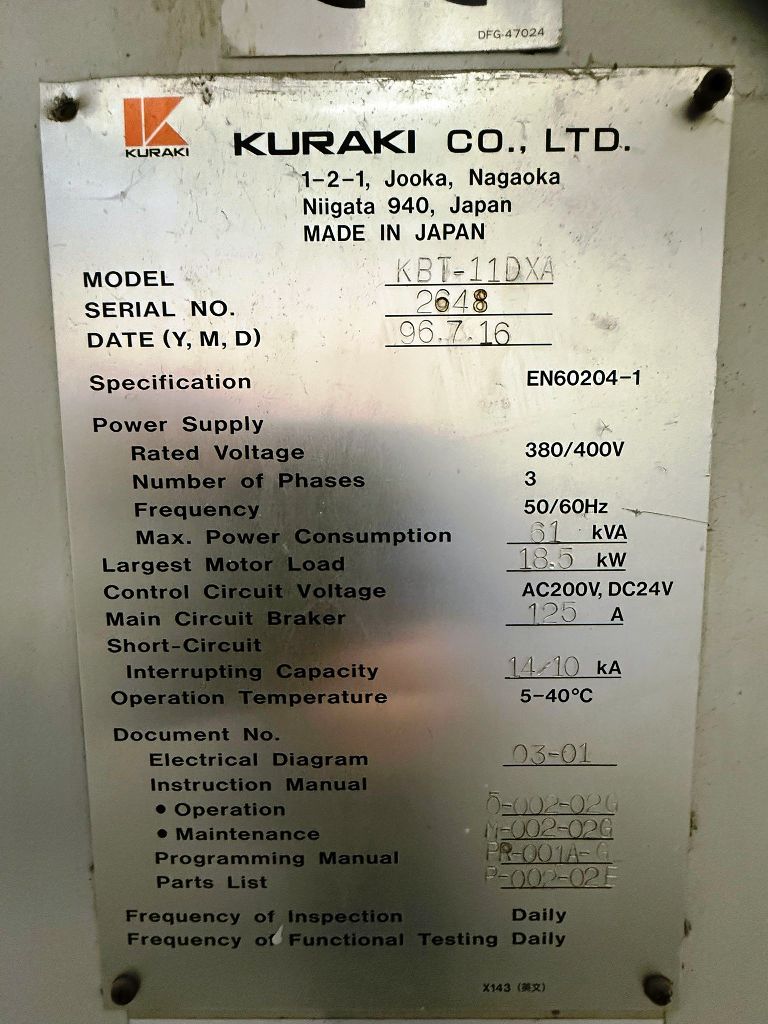 DFG-47024
KURAKI
KURAKI CO., LTD.
1-2-1, Jooka, Nagaoka
Niigata 940, Japan
MADE IN JAPAN
MODEL KBT-11DXA
SERIAL NO. 2648
DATE (Y, M, D) 96.7.16
Specification EN60204-1
Power Supply
Rated Voltage 380/400V
Number of Phases 3
Frequency 50/60Hz
Max. Power Consumption 61 kVA
Largest Motor Load 18.5 kW
Control Circuit Voltage AC200V, DC24V
Main Circuit Braker 125 A
Short-Circuit
Interrupting Capacity 14/10 kA
Operation Temperature 5-40°C
Document No.
Electrical Diagram 03-01
Instruction Manual
• Operation
• Maintenance M-002-02G
Programming Manual PR-001A-G
Parts List
Frequency of Inspection Daily
Frequency of Functional Testing Daily
X143 (英文)